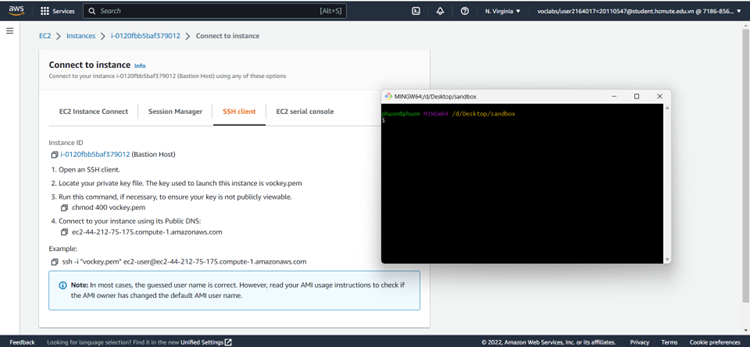 aws Services Search [Alt+S] N. Virginia voclabs/user2164017=20110547@student.hcmute.edu.vn @ 7186-856...
EC2 > Instances > i-0120fbb5baf379012 > Connect to instance
Connect to instance Info
Connect to your instance i-0120fbb5baf379012 (Bastion Host) using any of these options
EC2 Instance Connect Session Manager SSH client EC2 serial console
Instance ID
i-0120fbb5baf379012 (Bastion Host)
1. Open an SSH client.
2. Locate your private key file. The key used to launch this instance is vockey.pem
3. Run this command, if necessary, to ensure your key is not publicly viewable.
chmod 400 vockey.pem
4. Connect to your instance using its Public DNS:
ec2-44-212-75-175.compute-1.amazonaws.com
Example:
ssh -i "vockey.pem" ec2-user@ec2-44-212-75-175.compute-1.amazonaws.com
Note: In most cases, the guessed user name is correct. However, read your AMI usage instructions to check if
the AMI owner has changed the default AMI user name.
MINGW64:/d/Desktop/sandbox
phuon@phuon MINGW64 /d/Desktop/sandbox
$
Feedback Looking for language selection? Find it in the new Unified Settings © 2022, Amazon Web Services, Inc. or its affiliates. Privacy Terms Cookie preferences